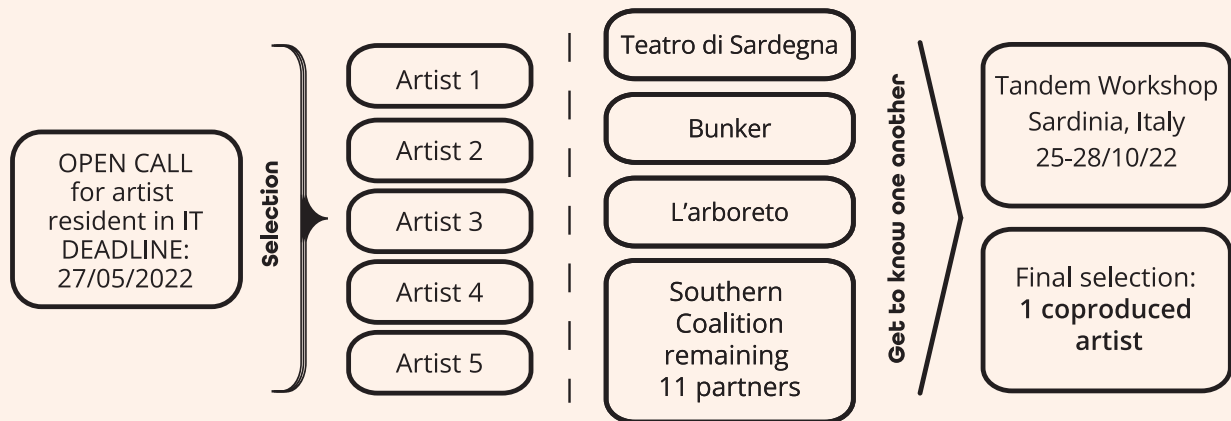 OPEN CALL
for artist
resident in IT
DEADLINE:
27/05/2022
Selection
Artist 1
Artist 2
Artist 3
Artist 4
Artist 5
Teatro di Sardegna
Bunker
L'arboreto
Southern
Coalition
remaining
11 partners
Get to know one another
Tandem Workshop
Sardinia, Italy
25-28/10/22
Final selection:
1 coproduced
artist